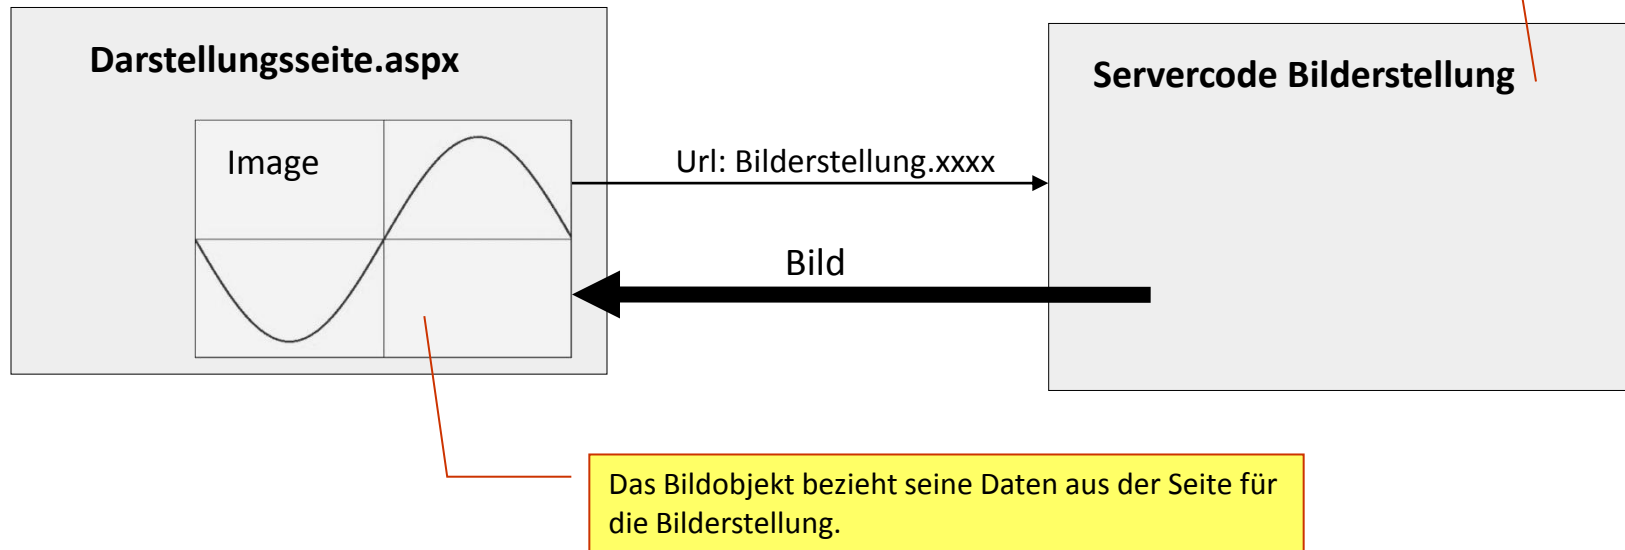 Darstellungsseite.aspx
Servercode Bilderstellung
Image
Url: Bilderstellung.xxxx
Bild
Das Bildobjekt bezieht seine Daten aus der Seite für
die Bilderstellung.